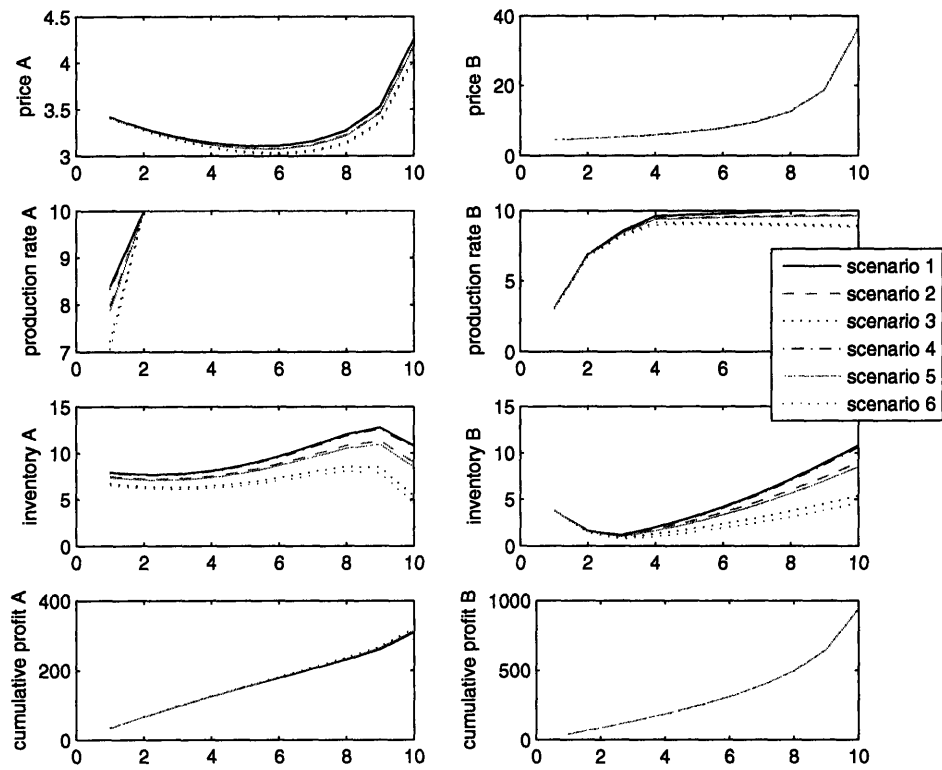 price A
4.5
4
3.5
3
2 4 6 8 10
price B
40
20
0
0 2 4 6 8 10
production rate A
10
9
8
7
0 2 4 6 8 10
production rate B
10
5
0
0 2 4
scenario 1
scenario 2
scenario 3
scenario 4
scenario 5
scenario 6
inventory A
15
10
5
0
0 2 4 6 8 10
inventory B
15
10
5
0
0 2 4 6 8 10
cumulative profit A
400
200
0
0 2 4 6 8 10
cumulative profit B
1000
500
0
0 2 4 6 8 10